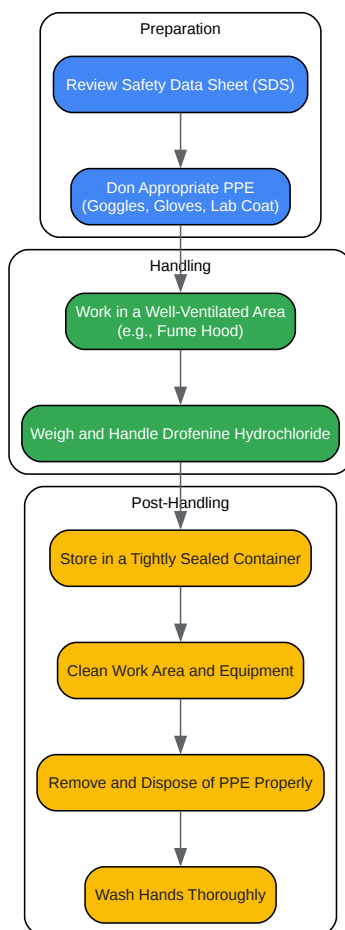 Preparation
Review Safety Data Sheet (SDS)
Don Appropriate PPE
(Goggles, Gloves, Lab Coat)
Handling
Work in a Well-Ventilated Area
(e.g., Fume Hood)
Weigh and Handle Drofenine Hydrochloride
Post-Handling
Store in a Tightly Sealed Container
Clean Work Area and Equipment
Remove and Dispose of PPE Properly
Wash Hands Thoroughly